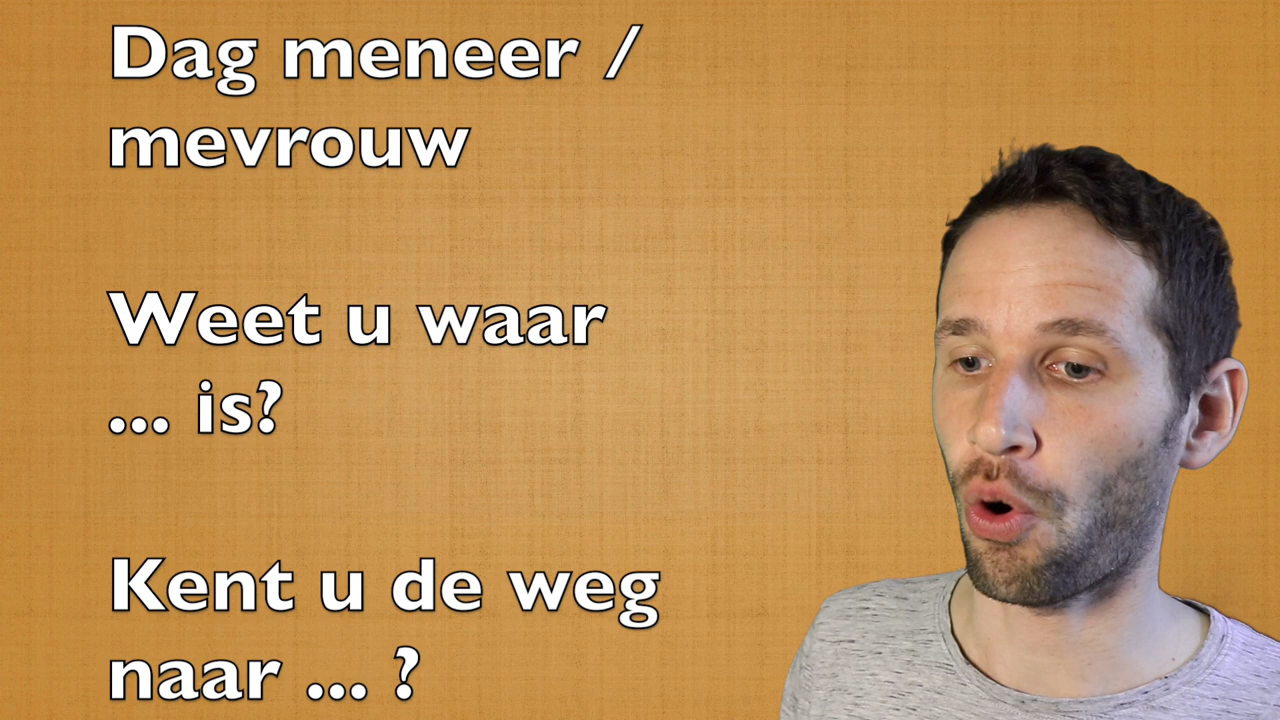 Dag meneer /
mevrouw
Weet u waar
... is?
Kent u de weg
naar ... ?